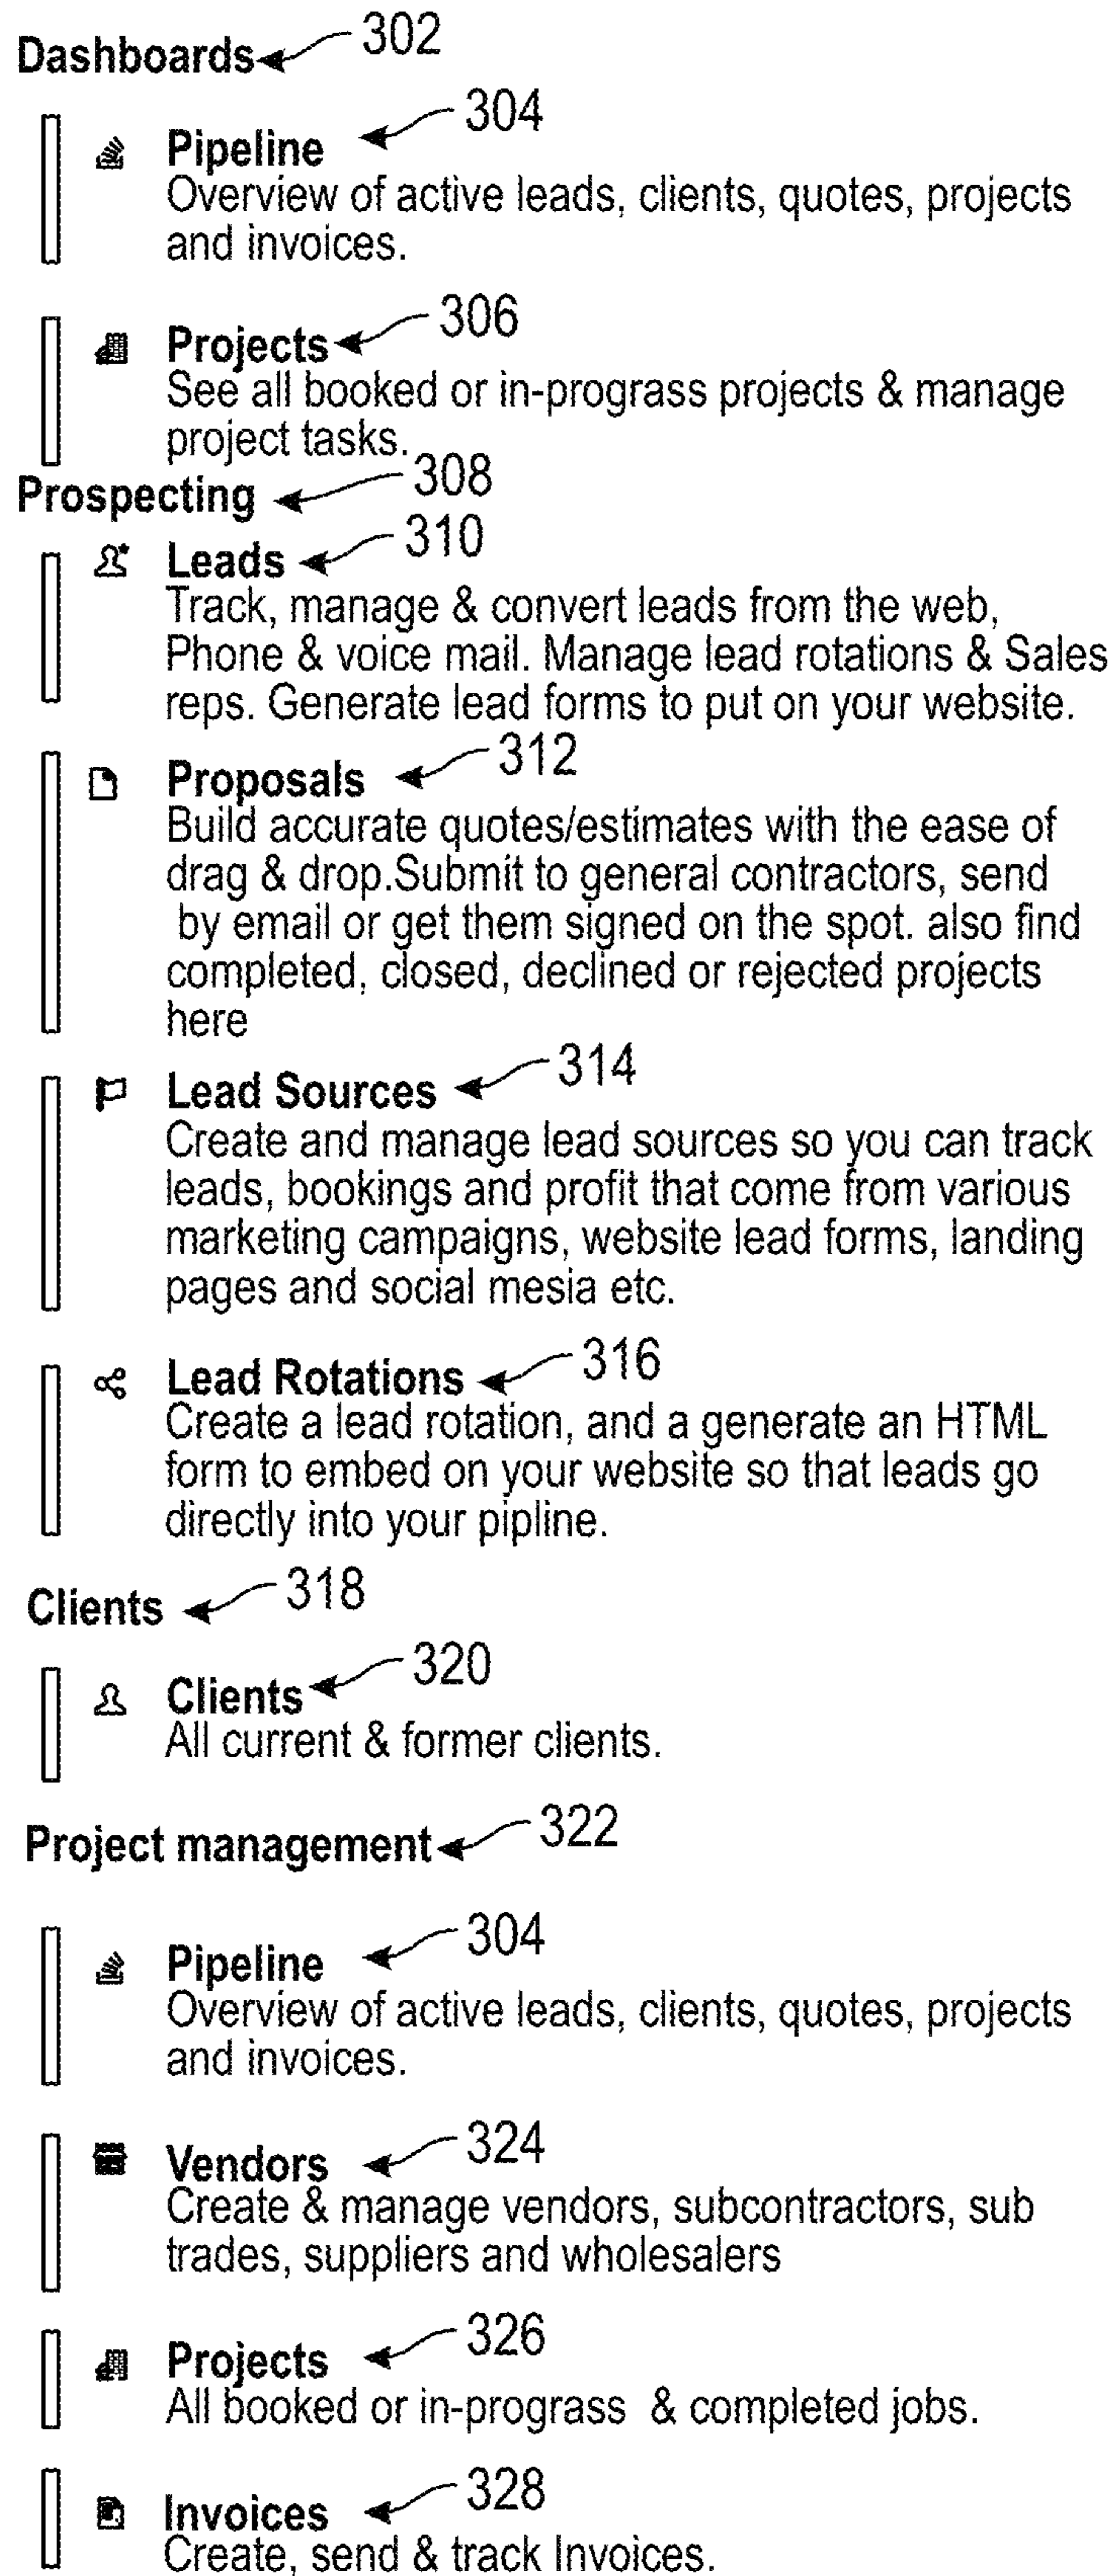 Dashboards 302
Pipeline 304
Overview of active leads, clients, quotes, projects
and invoices.
Projects 306
See all booked or in-prograss projects & manage
project tasks.
Prospecting 308
Leads 310
Track, manage & convert leads from the web,
Phone & voice mail. Manage lead rotations & Sales
reps. Generate lead forms to put on your website.
Proposals 312
Build accurate quotes/estimates with the ease of
drag & drop.Submit to general contractors, send
by email or get them signed on the spot. also find
completed, closed, declined or rejected projects
here
Lead Sources 314
Create and manage lead sources so you can track
leads, bookings and profit that come from various
marketing campaigns, website lead forms, landing
pages and social mesia etc.
Lead Rotations 316
Create a lead rotation, and a generate an HTML
form to embed on your website so that leads go
directly into your pipline.
Clients 318
Clients 320
All current & former clients.
Project management 322
Pipeline 304
Overview of active leads, clients, quotes, projects
and invoices.
Vendors 324
Create & manage vendors, subcontractors, sub
trades, suppliers and wholesalers
Projects 326
All booked or in-prograss & completed jobs.
Invoices 328
Create, send & track Invoices.